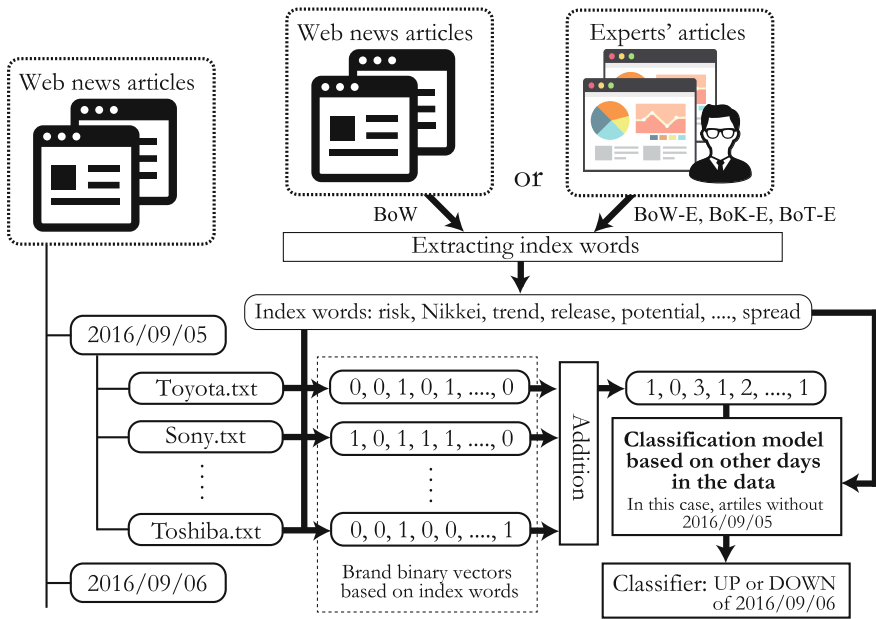 Web news articles
Web news articles
Experts' articles
or
BoW
BoW-E, BoK-E, BoT-E
Extracting index words
Index words: risk, Nikkei, trend, release, potential, ...., spread
2016/09/05
Toyota.txt
0, 0, 1, 0, 1, ...., 0
1, 0, 3, 1, 2, ...., 1
Sony.txt
1, 0, 1, 1, 1, ...., 0
Addition
Classification model
based on other days
in the data
In this case, artiles without
2016/09/05
Toshiba.txt
0, 0, 1, 0, 0, ...., 1
Brand binary vectors
based on index words
2016/09/06
Classifier: UP or DOWN
of 2016/09/06